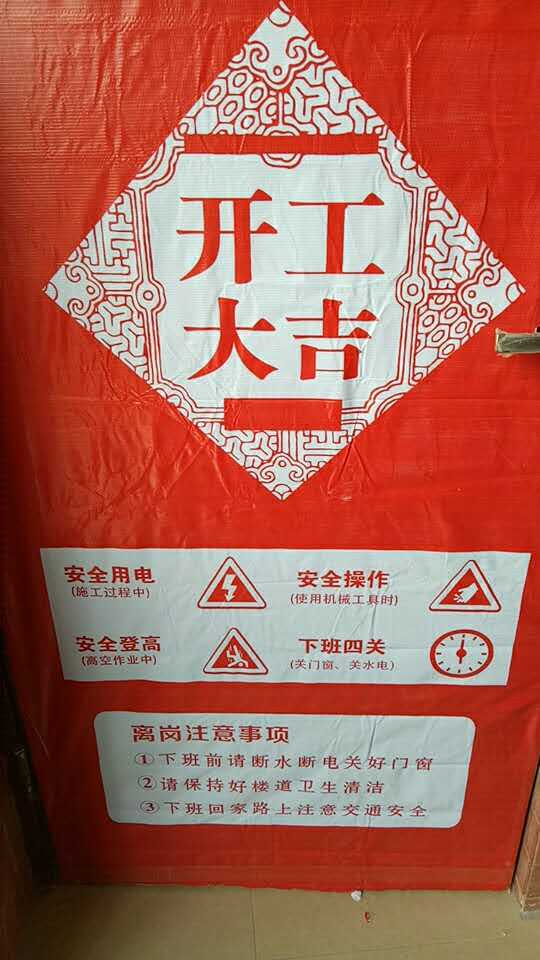 开工
大吉
安全用电
(施工过程中)
安全操作
(使用机械工具时)
安全登高
(高空作业中)
下班四关
(关门窗、关水电)
离岗注意事项
①下班前请断水断电关好门窗
②请保持好楼道卫生清洁
③下班回家路上注意交通安全